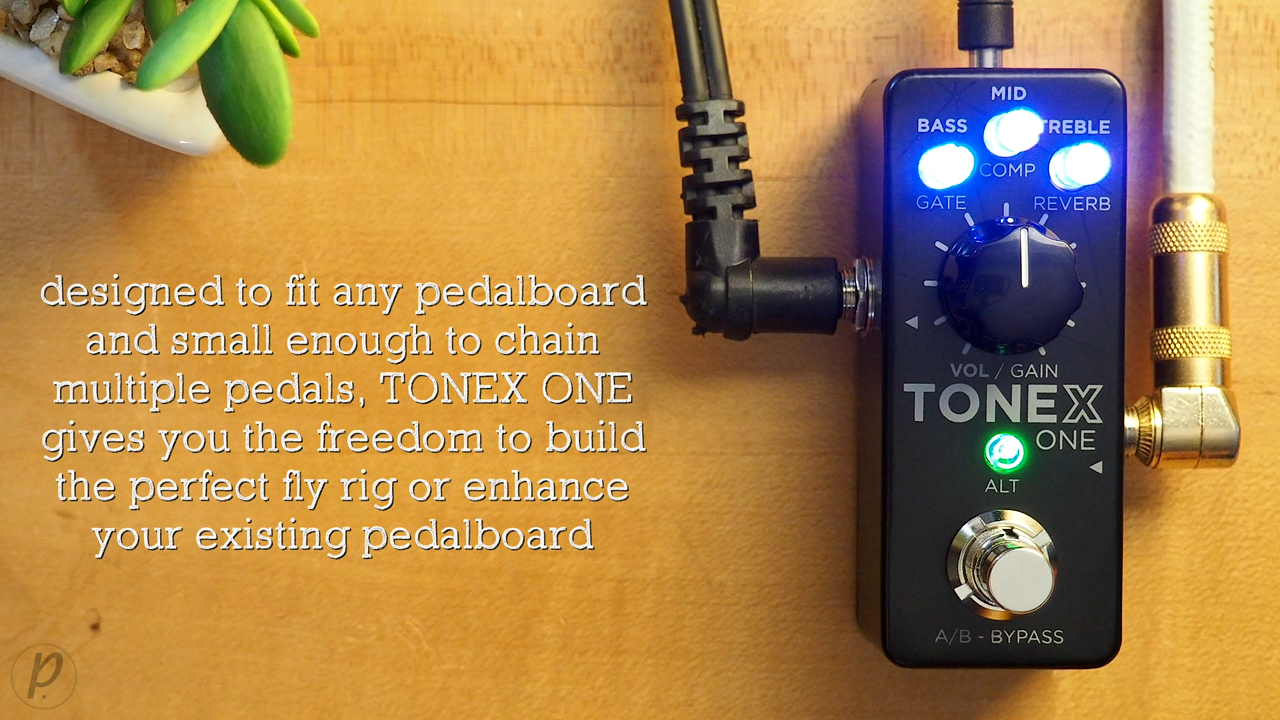 designed to fit any pedalboard
and small enough to chain
multiple pedals, TONEX ONE
gives you the freedom to build
the perfect fly rig or enhance
your existing pedalboard
MID
BASS TREBLE
COMP
GATE REVERB
VOL / GAIN
TONEX
ONE
ALT
A/B - BYPASS
p.